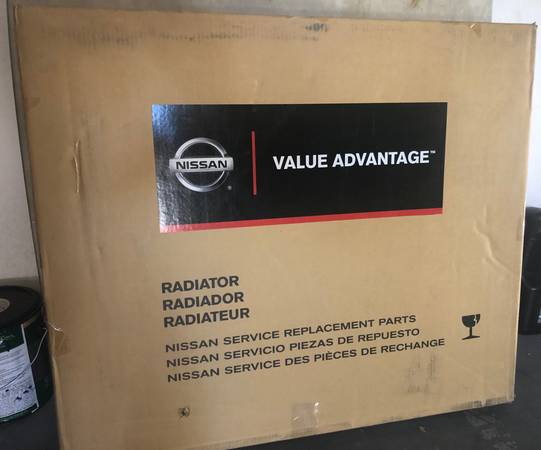 NISSAN
VALUE ADVANTAGE™
RADIATOR
RADIADOR
RADIATEUR
NISSAN SERVICE REPLACEMENT PARTS
NISSAN SERVICIO PIEZAS DE REPUESTO
NISSAN SERVICE DES PIÈCES DE RECHANGE